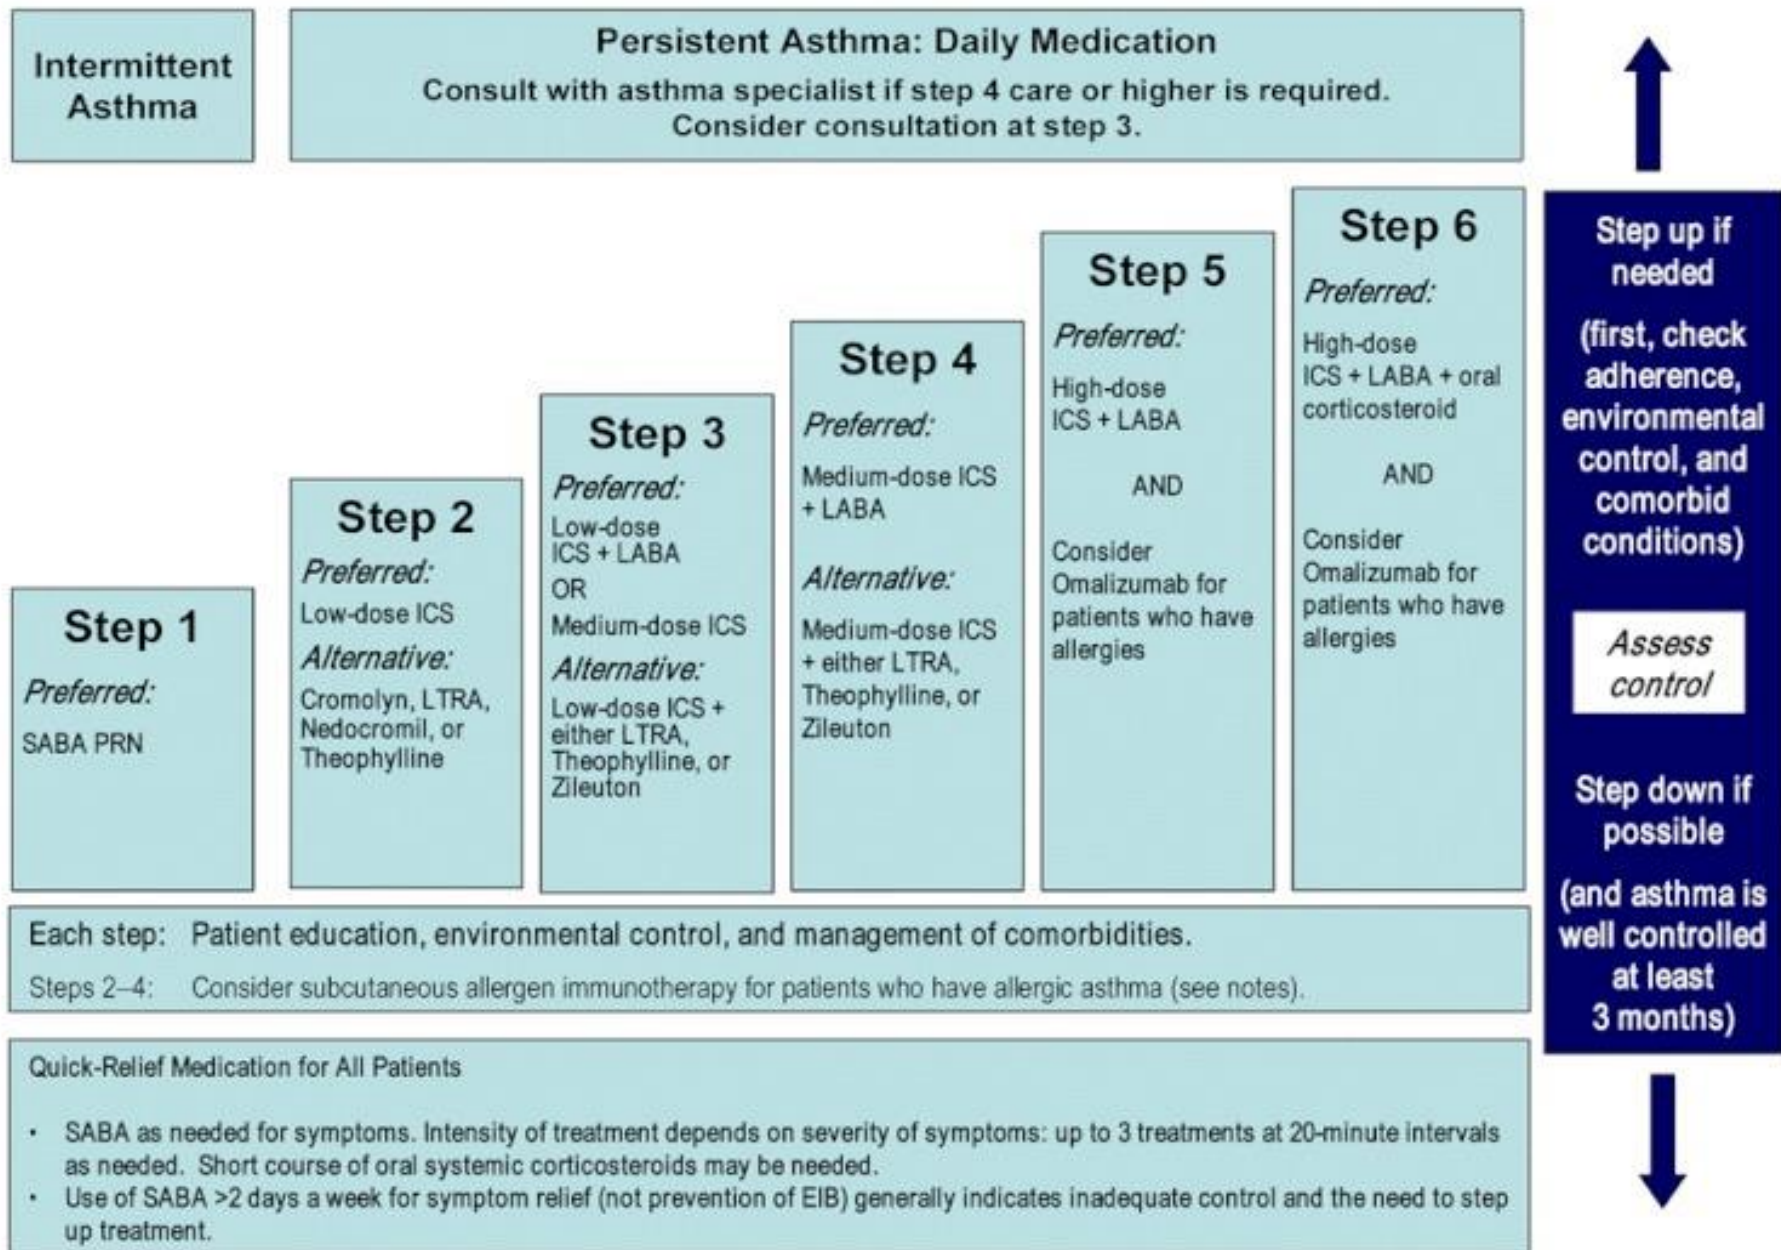 Intermittent
Asthma
Persistent Asthma: Daily Medication
Consult with asthma specialist if step 4 care or higher is required.
Consider consultation at step 3.
Step 1
Preferred:
SABA PRN
Step 2
Preferred:
Low-dose ICS
Alternative:
Cromolyn, LTRA,
Nedocromil, or
Theophylline
Step 3
Preferred:
Low-dose
ICS + LABA
OR
Medium-dose ICS
Alternative:
Low-dose ICS +
either LTRA,
Theophylline, or
Zileuton
Step 4
Preferred:
Medium-dose ICS
+ LABA
Alternative:
Medium-dose ICS
+ either LTRA,
Theophylline, or
Zileuton
Step 5
Preferred:
High-dose
ICS + LABA
AND
Consider
Omalizumab for
patients who have
allergies
Step 6
Preferred:
High-dose
ICS + LABA + oral
corticosteroid
AND
Consider
Omalizumab for
patients who have
allergies
Step up if
needed
(first, check
adherence,
environmental
control, and
comorbid
conditions)
Assess
control
Step down if
possible
(and asthma is
well controlled
at least
3 months)
Each step: Patient education, environmental control, and management of comorbidities.
Steps 2–4: Consider subcutaneous allergen immunotherapy for patients who have allergic asthma (see notes).
Quick-Relief Medication for All Patients
• SABA as needed for symptoms. Intensity of treatment depends on severity of symptoms: up to 3 treatments at 20-minute intervals
as needed. Short course of oral systemic corticosteroids may be needed.
• Use of SABA >2 days a week for symptom relief (not prevention of EIB) generally indicates inadequate control and the need to step
up treatment.